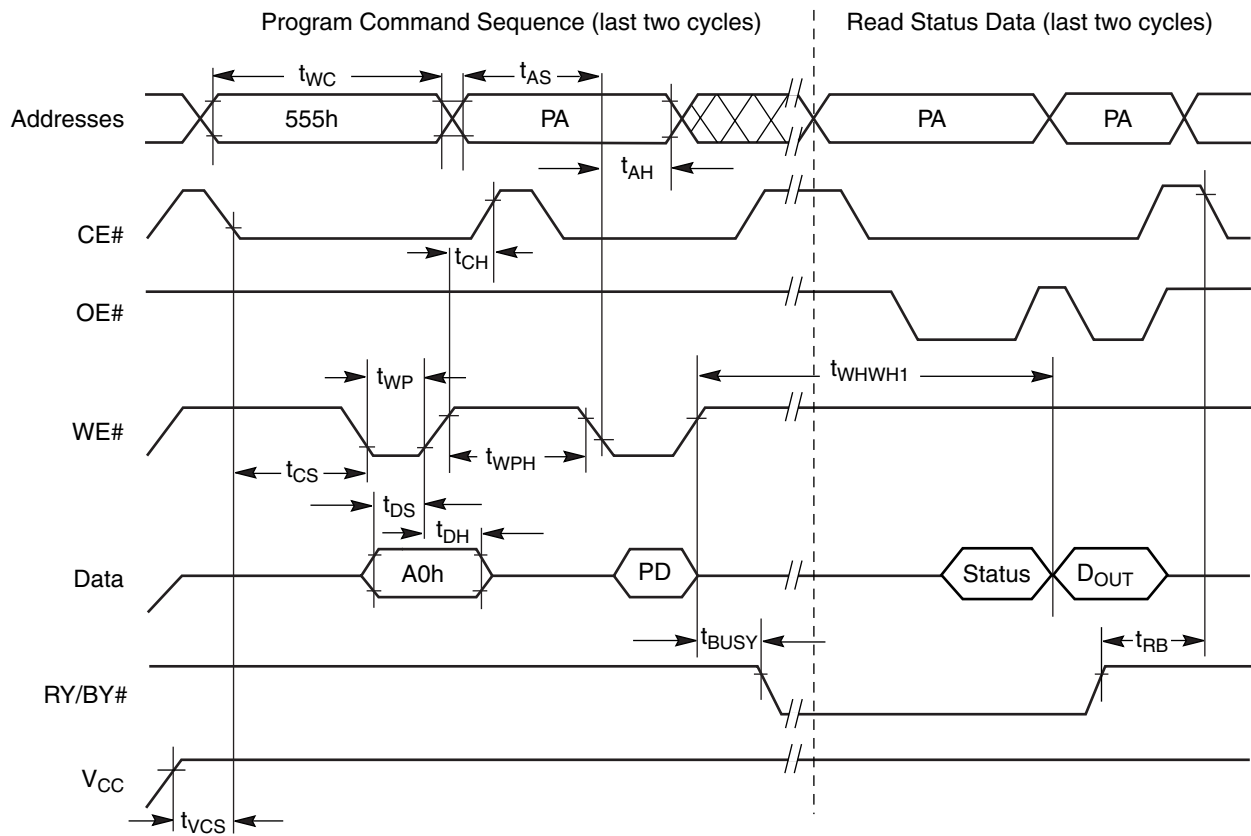 Program Command Sequence (last two cycles)
Read Status Data (last two cycles)
tWC
tAS
Addresses
555h
PA
PA
PA
tAH
CE#
tCH
OE#
tWP
tWHWH1
WE#
tCS
tWPH
tDS
tDH
Data
A0h
PD
Status
DOUT
tBUSY
tRB
RY/BY#
VCC
tVCS